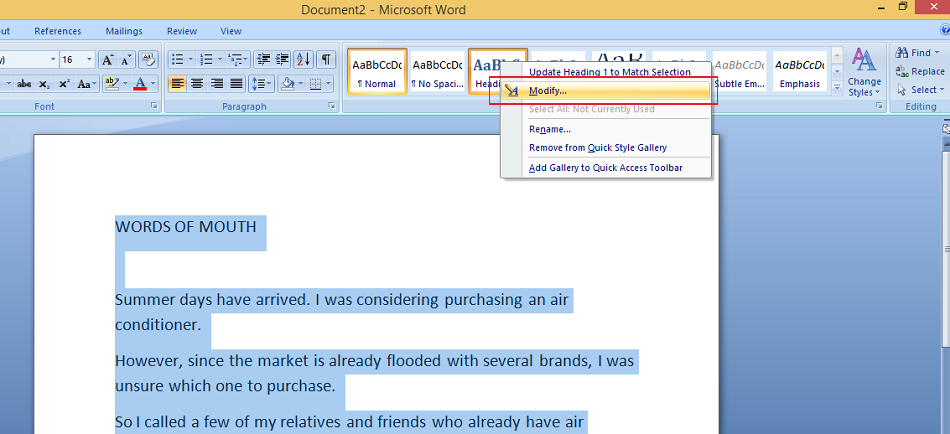 Document2 - Microsoft Word
out References Mailings Review View
16 A A Aa
AaBbCcDc AaBbCcDc AaBbC AaB
¶ Normal ¶ No Spaci... Headi Subtle Em... Emphasis
Change
Styles
Find
Replace
Select
abc x₂ x² Aa ab A
Font Paragraph Editing
Update Heading 1 to Match Selection
Modify...
Select All: Not Currently Used
Rename...
Remove from Quick Style Gallery
Add Gallery to Quick Access Toolbar
WORDS OF MOUTH
Summer days have arrived. I was considering purchasing an air
conditioner.
However, since the market is already flooded with several brands, I was
unsure which one to purchase.
So I called a few of my relatives and friends who already have air